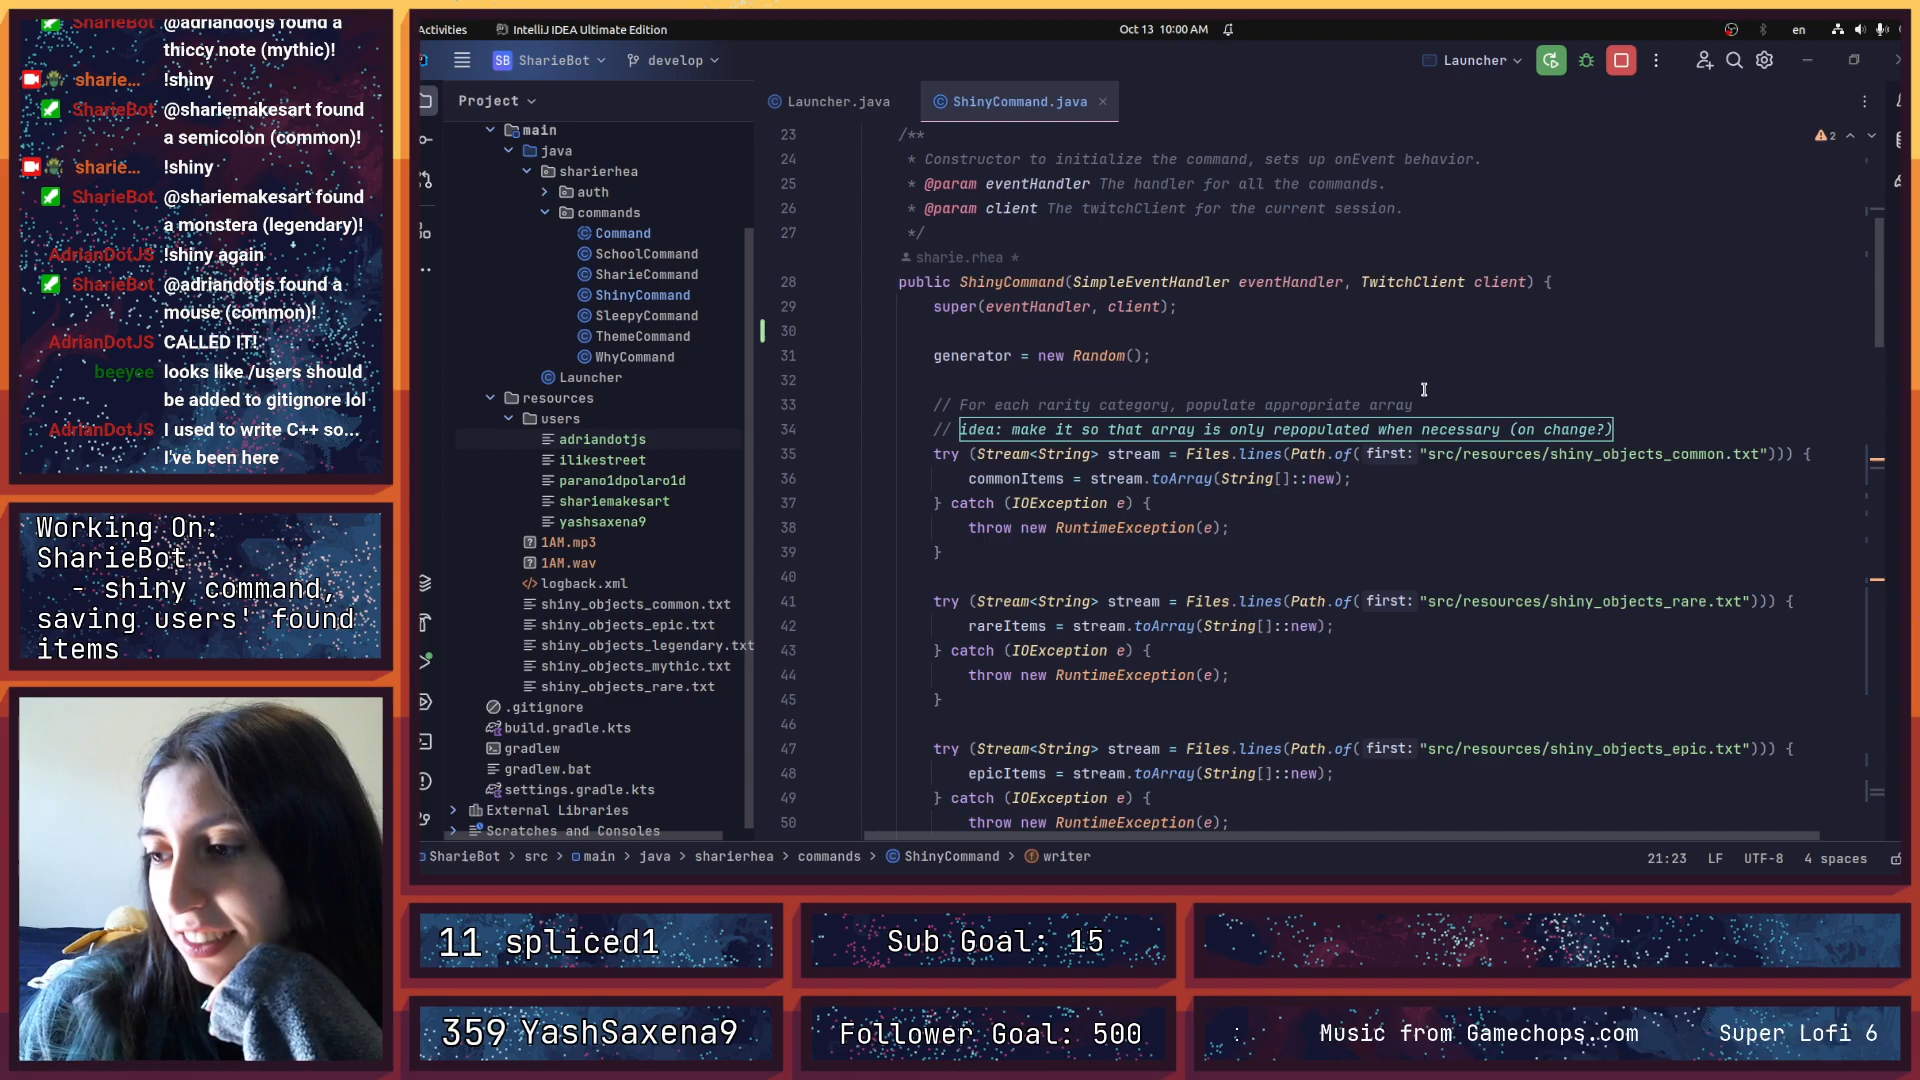 SharieBot @adriandotjs found a
thiccy note (mythic)!
sharie... !shiny
SharieBot @shariemakesart found
a semicolon (common)!
sharie... !shiny
SharieBot @shariemakesart found
a monstera (legendary)!
AdrianDotJS !shiny again
SharieBot @adriandotjs found a
mouse (common)!
AdrianDotJS CALLED IT!
beeyee looks like /users should
be added to gitignore lol
AdrianDotJS I used to write C++ so...
I've been here
Working On:
SharieBot
- shiny command,
saving users' found
items
Activities IntelliJ IDEA Ultimate Edition Oct 13 10:00 AM en
SB SharieBot develop Launcher
Project Launcher.java ShinyCommand.java
main
java
sharierhea
auth
commands
Command
SchoolCommand
SharieCommand
ShinyCommand
SleepyCommand
ThemeCommand
WhyCommand
Launcher
resources
users
adriandotjs
ilikestreet
parano1dpolaro1d
shariemakesart
yashsaxena9
1AM.mp3
1AM.wav
logback.xml
shiny_objects_common.txt
shiny_objects_epic.txt
shiny_objects_legendary.txt
shiny_objects_mythic.txt
shiny_objects_rare.txt
.gitignore
build.gradle.kts
gradlew
gradlew.bat
settings.gradle.kts
External Libraries
Scratches and Consoles
2
23 /**
24 * Constructor to initialize the command, sets up onEvent behavior.
25 * @param eventHandler The handler for all the commands.
26 * @param client The twitchClient for the current session.
27 */
sharie.rhea *
28 public ShinyCommand(SimpleEventHandler eventHandler, TwitchClient client) {
29 super(eventHandler, client);
30
31 generator = new Random();
32
33 // For each rarity category, populate appropriate array
34 // idea: make it so that array is only repopulated when necessary (on change?)
35 try (Stream<String> stream = Files.lines(Path.of( first: "src/resources/shiny_objects_common.txt"))) {
36 commonItems = stream.toArray(String[]::new);
37 } catch (IOException e) {
38 throw new RuntimeException(e);
39 }
40
41 try (Stream<String> stream = Files.lines(Path.of( first: "src/resources/shiny_objects_rare.txt"))) {
42 rareItems = stream.toArray(String[]::new);
43 } catch (IOException e) {
44 throw new RuntimeException(e);
45 }
46
47 try (Stream<String> stream = Files.lines(Path.of( first: "src/resources/shiny_objects_epic.txt"))) {
48 epicItems = stream.toArray(String[]::new);
49 } catch (IOException e) {
50 throw new RuntimeException(e);
SharieBot > src > main > java > sharierhea > commands > ShinyCommand > writer 21:23 LF UTF-8 4 spaces
11 spliced1
Sub Goal: 15
359 YashSaxena9
Follower Goal: 500
Music from Gamechops.com Super Lofi 6